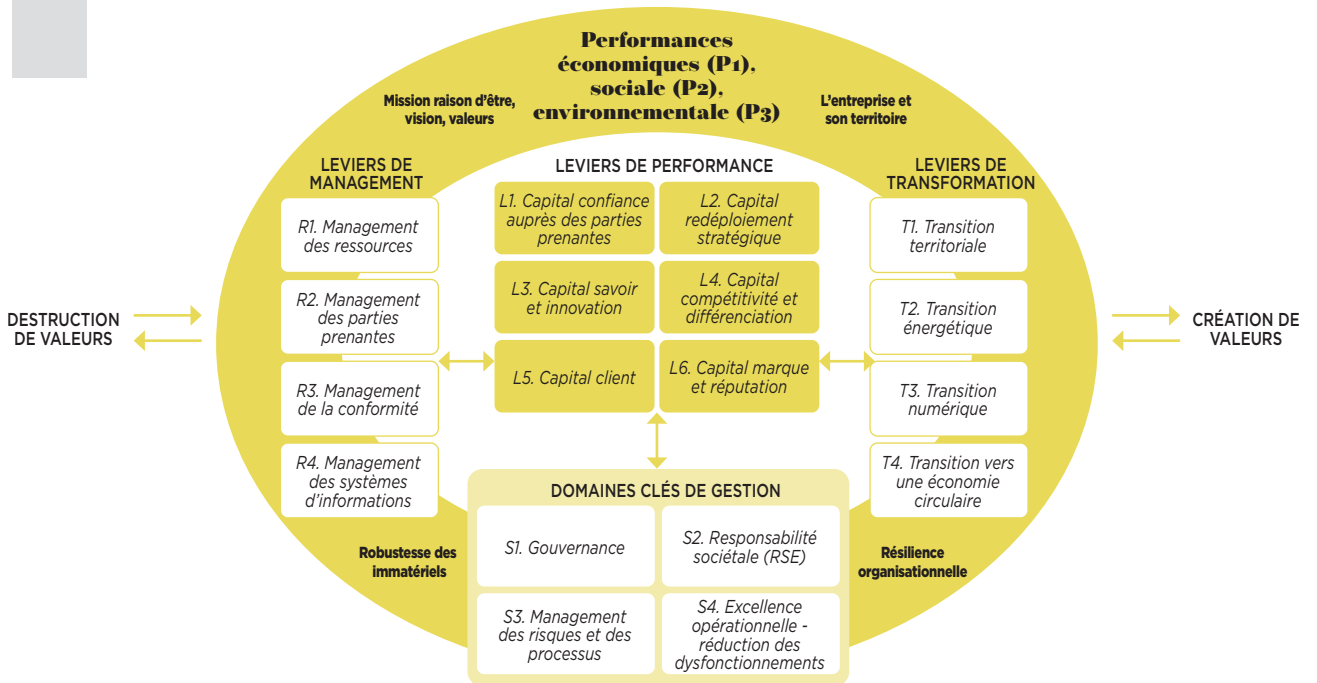 Performances
économiques (P1),
sociale (P2),
environnementale (P3)
Mission raison d'être,
vision, valeurs
L'entreprise et
son territoire
LEVIERS DE
MANAGEMENT
R1. Management
des ressources
R2. Management
des parties
prenantes
R3. Management
de la conformité
R4. Management
des systèmes
d'informations
LEVIERS DE PERFORMANCE
L1. Capital confiance
auprès des parties
prenantes
L2. Capital
redéploiement
stratégique
L3. Capital savoir
et innovation
L4. Capital
compétitivité et
différenciation
L5. Capital client
L6. Capital marque
et réputation
LEVIERS DE
TRANSFORMATION
T1. Transition
territoriale
T2. Transition
énergétique
T3. Transition
numérique
T4. Transition vers
une économie
circulaire
DESTRUCTION
DE VALEURS
CRÉATION DE
VALEURS
DOMAINES CLÉS DE GESTION
S1. Gouvernance
S2. Responsabilité
sociétale (RSE)
S3. Management
des risques et des
processus
S4. Excellence
opérationnelle -
réduction des
dysfonctionnements
Robustesse des
immatériels
Résilience
organisationnelle